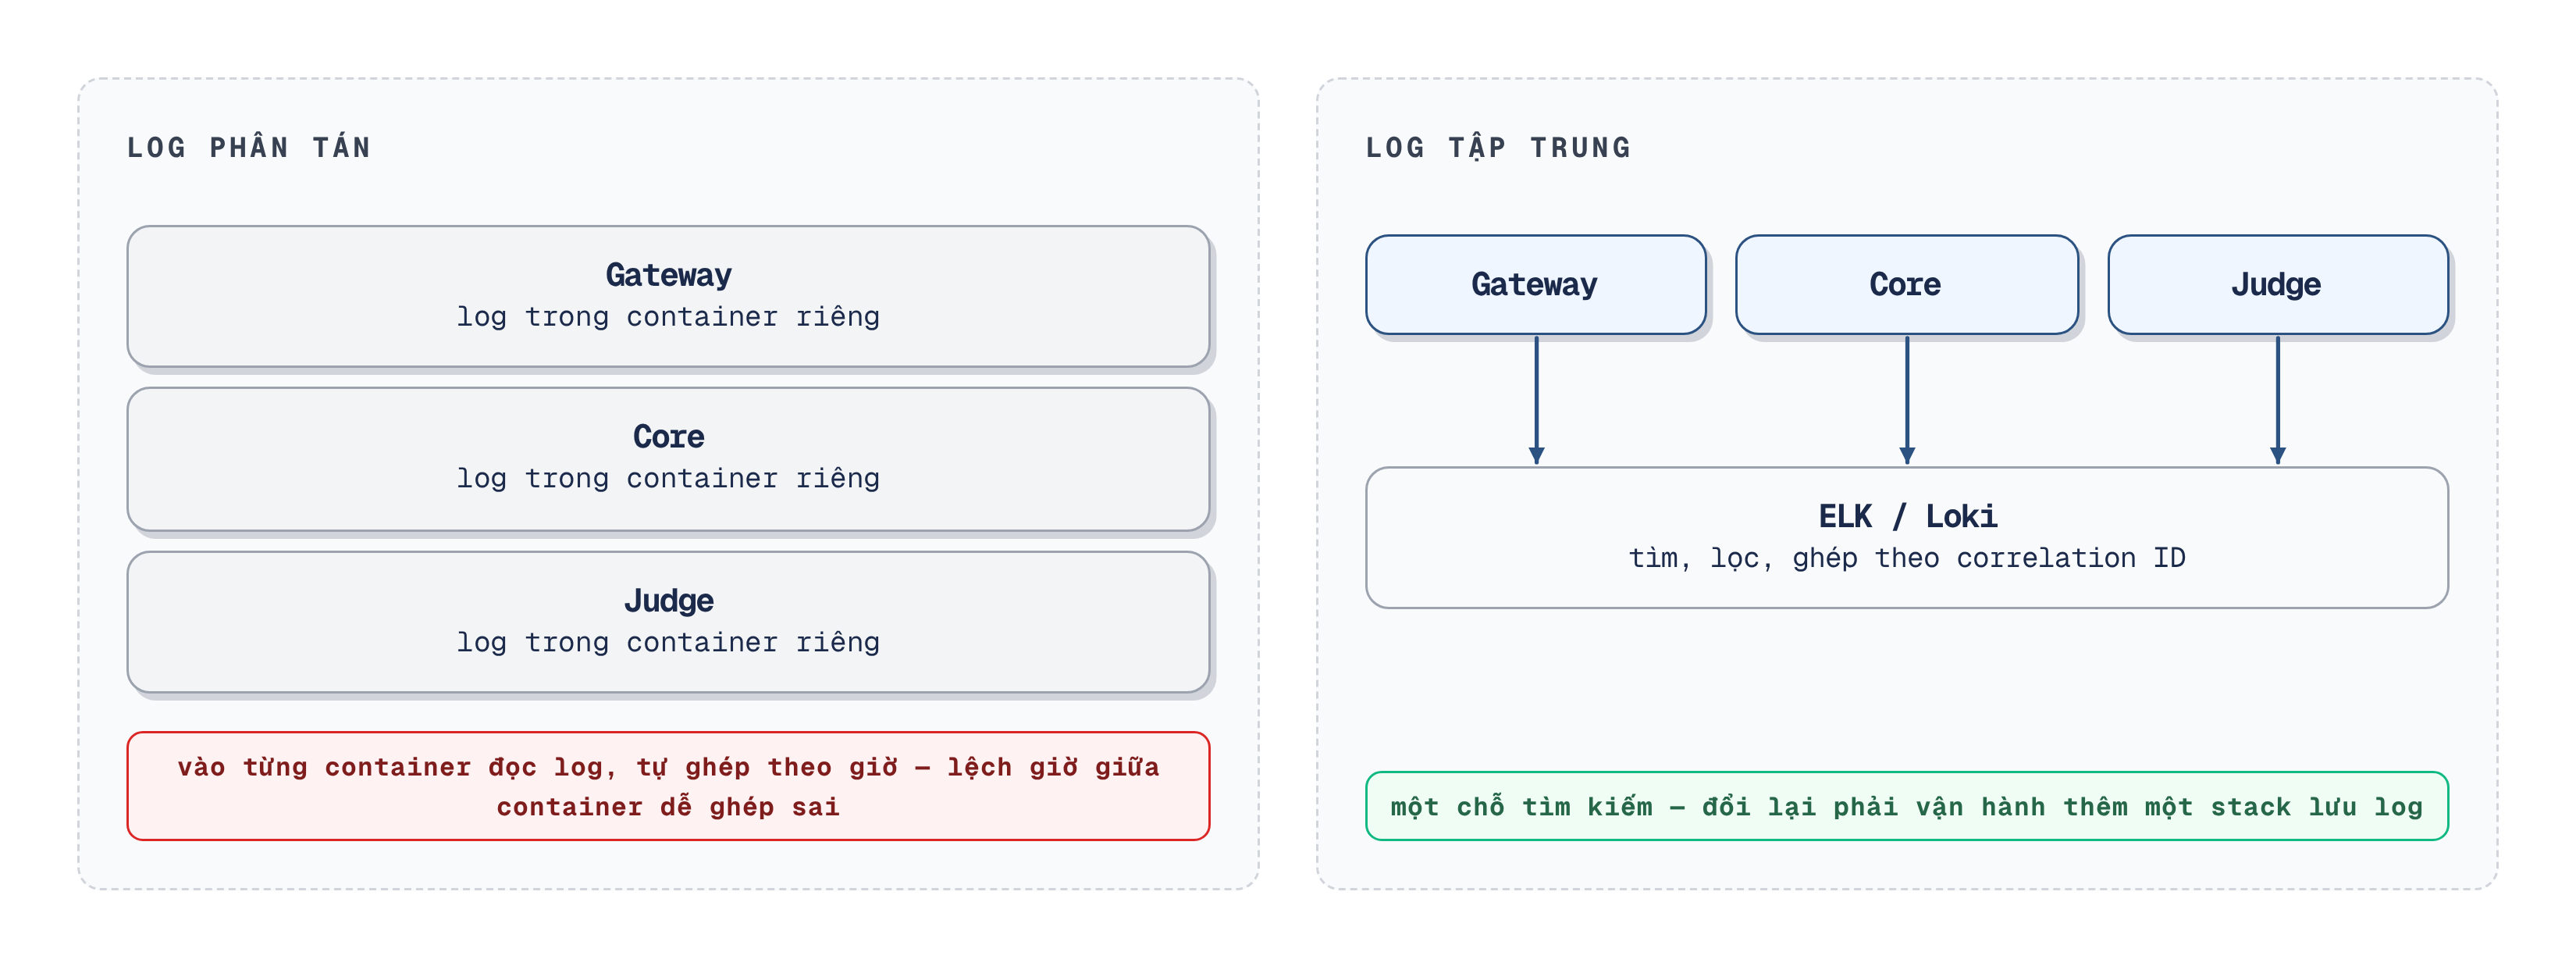 LOG PHÂN TÁN
Gateway
log trong container riêng
Core
log trong container riêng
Judge
log trong container riêng
vào từng container đọc log, tự ghép theo giờ — lệch giờ giữa
container dễ ghép sai
LOG TẬP TRUNG
Gateway
Core
Judge
ELK / Loki
tìm, lọc, ghép theo correlation ID
một chỗ tìm kiếm — đổi lại phải vận hành thêm một stack lưu log